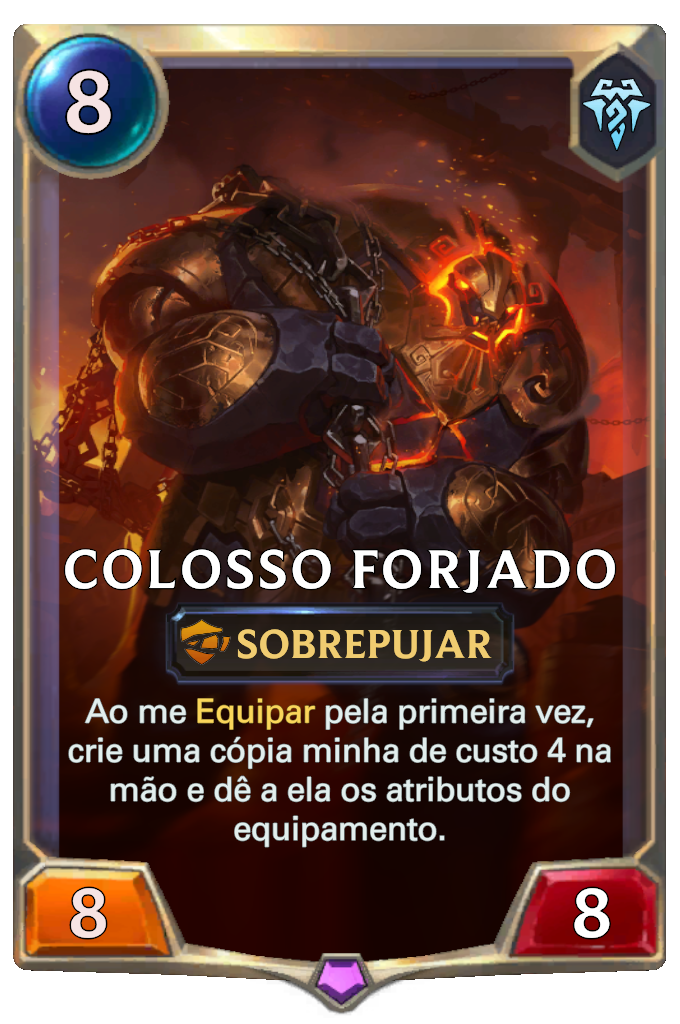 8
COLOSSO FORJADO
SOBREPUJAR
Ao me Equipar pela primeira vez,
crie uma cópia minha de custo 4 na
mão e dê a ela os atributos do
equipamento.
8
8